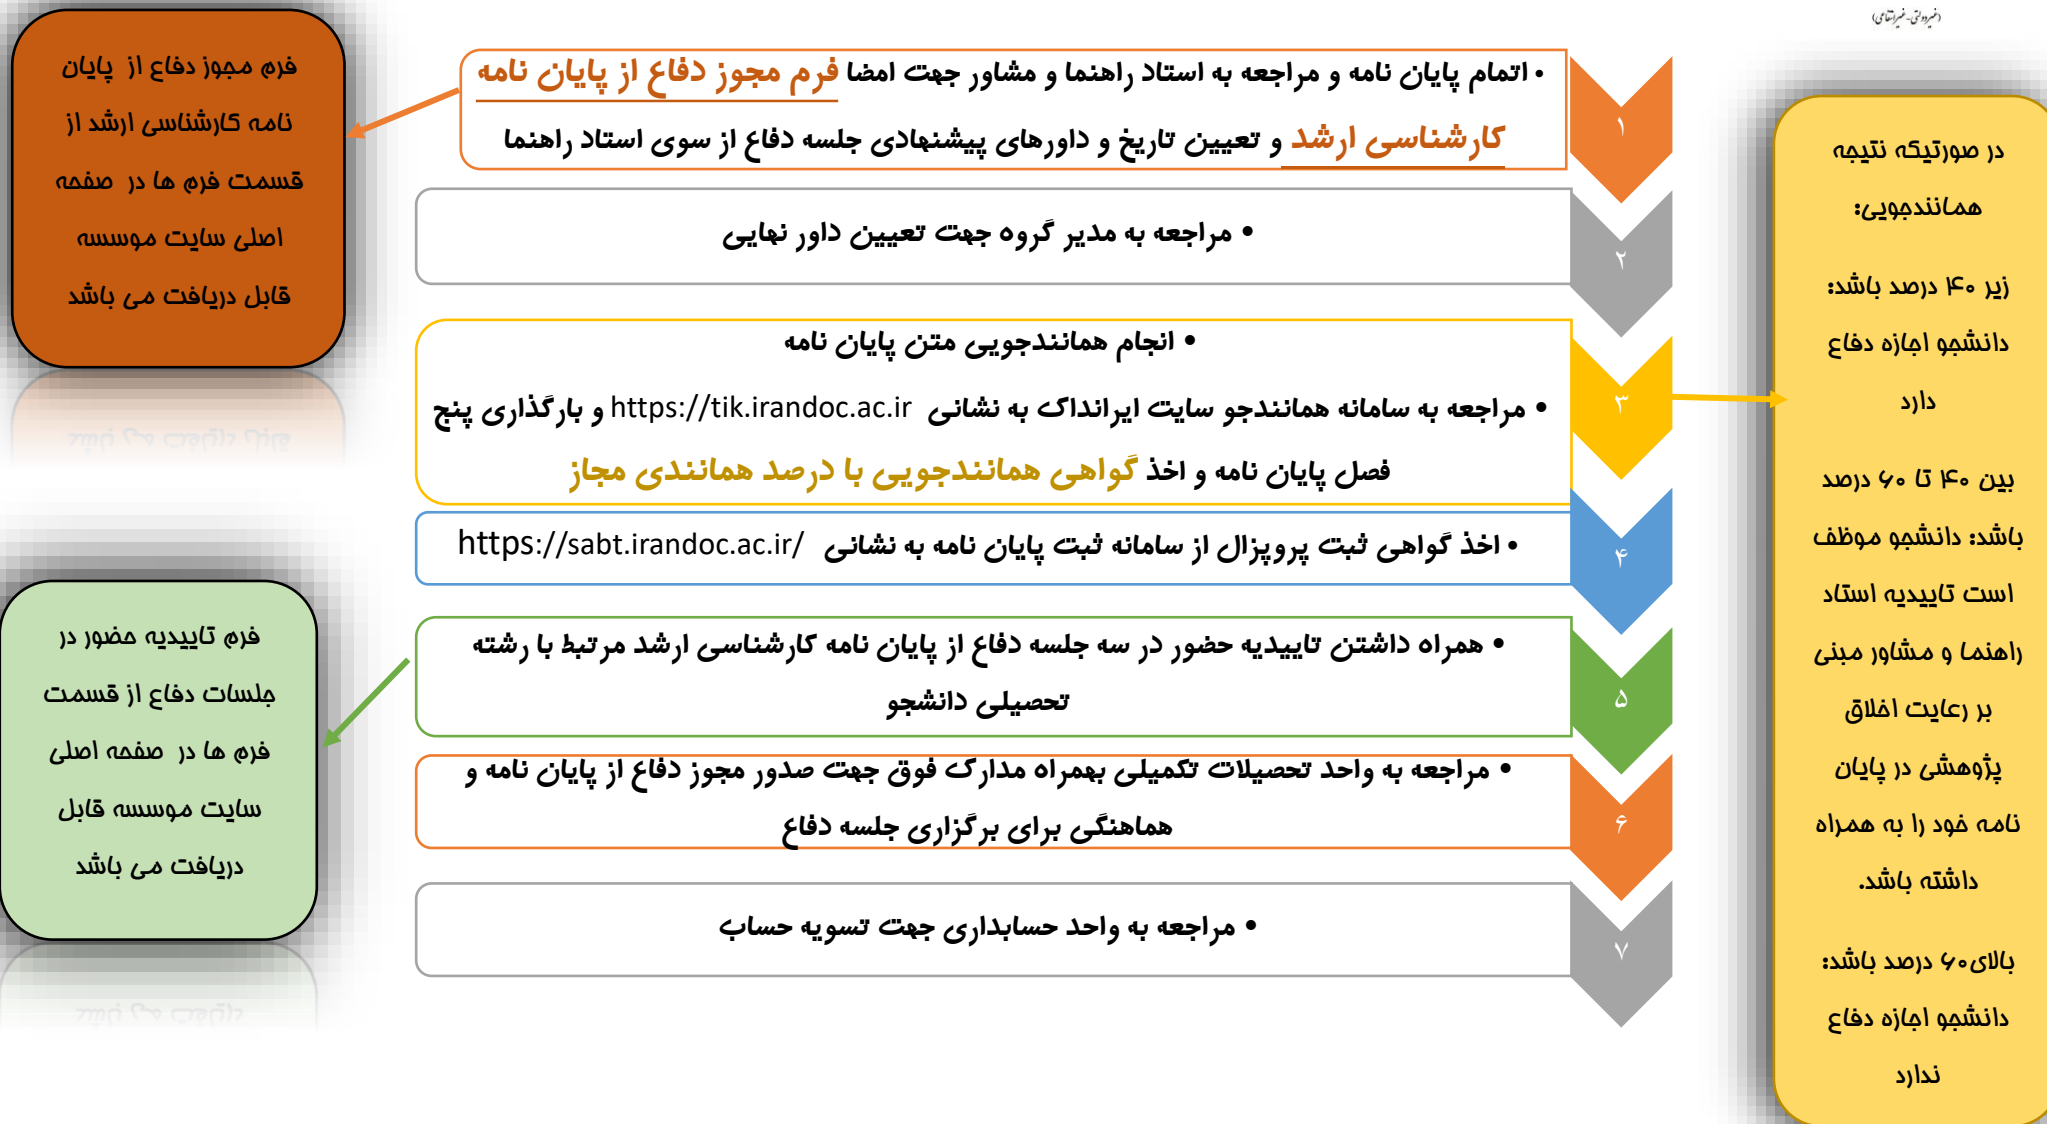 (غیردولتی-غیرانتفاعی)
۱
• اتمام پایان نامه و مراجعه به استاد راهنما و مشاور جهت امضا فرم مجوز دفاع از پایان نامه
کارشناسی ارشد و تعیین تاریخ و داورهای پیشنهادی جلسه دفاع از سوی استاد راهنما
فرم مجوز دفاع از پایان
نامه کارشناسی ارشد از
قسمت فرم ها در صفحه
اصلی سایت موسسه
قابل دریافت می باشد
۲
• مراجعه به مدیر گروه جهت تعیین داور نهایی
۳
• انجام همانندجویی متن پایان نامه
• مراجعه به سامانه همانندجو سایت ایرانداک به نشانی https://tik.irandoc.ac.ir و بارگذاری پنج
فصل پایان نامه و اخذ گواهی همانندجویی با درصد همانندی مجاز
در صورتیکه نتیجه
همانندجویی:
زیر ۴۰ درصد باشد:
دانشجو اجازه دفاع
دارد
بین ۴۰ تا ۶۰ درصد
باشد: دانشجو موظف
است تاییدیه استاد
راهنما و مشاور مبنی
بر رعایت اخلاق
پژوهشی در پایان
نامه خود را به همراه
داشته باشد.
بالای۶۰ درصد باشد:
دانشجو اجازه دفاع
ندارد
۴
• اخذ گواهی ثبت پروپزال از سامانه ثبت پایان نامه به نشانی https://sabt.irandoc.ac.ir/
۵
• همراه داشتن تاییدیه حضور در سه جلسه دفاع از پایان نامه کارشناسی ارشد مرتبط با رشته
تحصیلی دانشجو
فرم تاییدیه حضور در
جلسات دفاع از قسمت
فرم ها در صفحه اصلی
سایت موسسه قابل
دریافت می باشد
۶
• مراجعه به واحد تحصیلات تکمیلی بهمراه مدارک فوق جهت صدور مجوز دفاع از پایان نامه و
هماهنگی برای برگزاری جلسه دفاع
۷
• مراجعه به واحد حسابداری جهت تسویه حساب